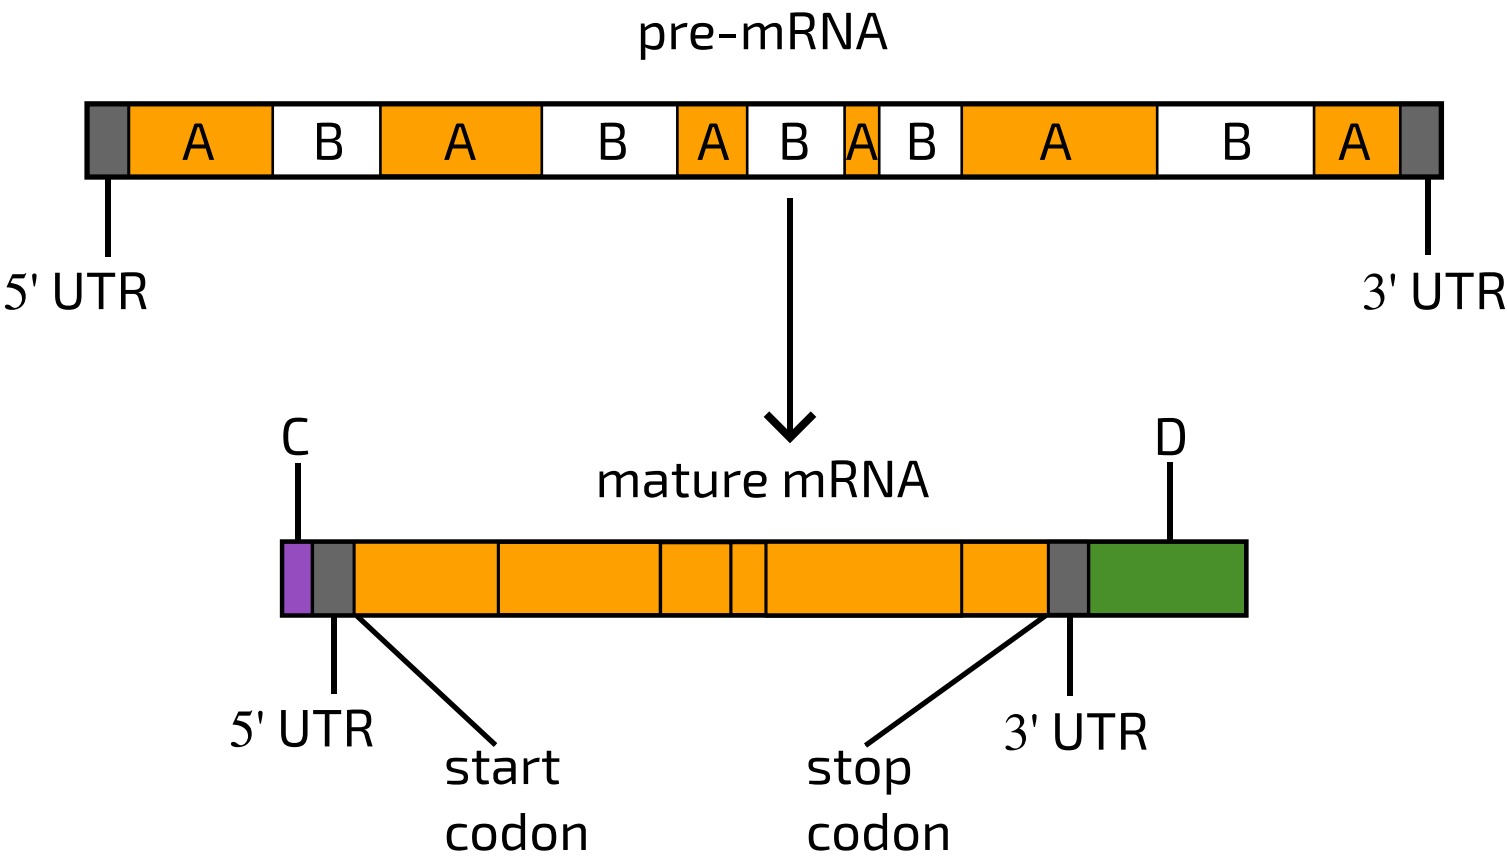 pre-mRNA
A B A B A B A B A B A
5' UTR 3' UTR
C D
mature mRNA
5' UTR 3' UTR
start stop
codon codon